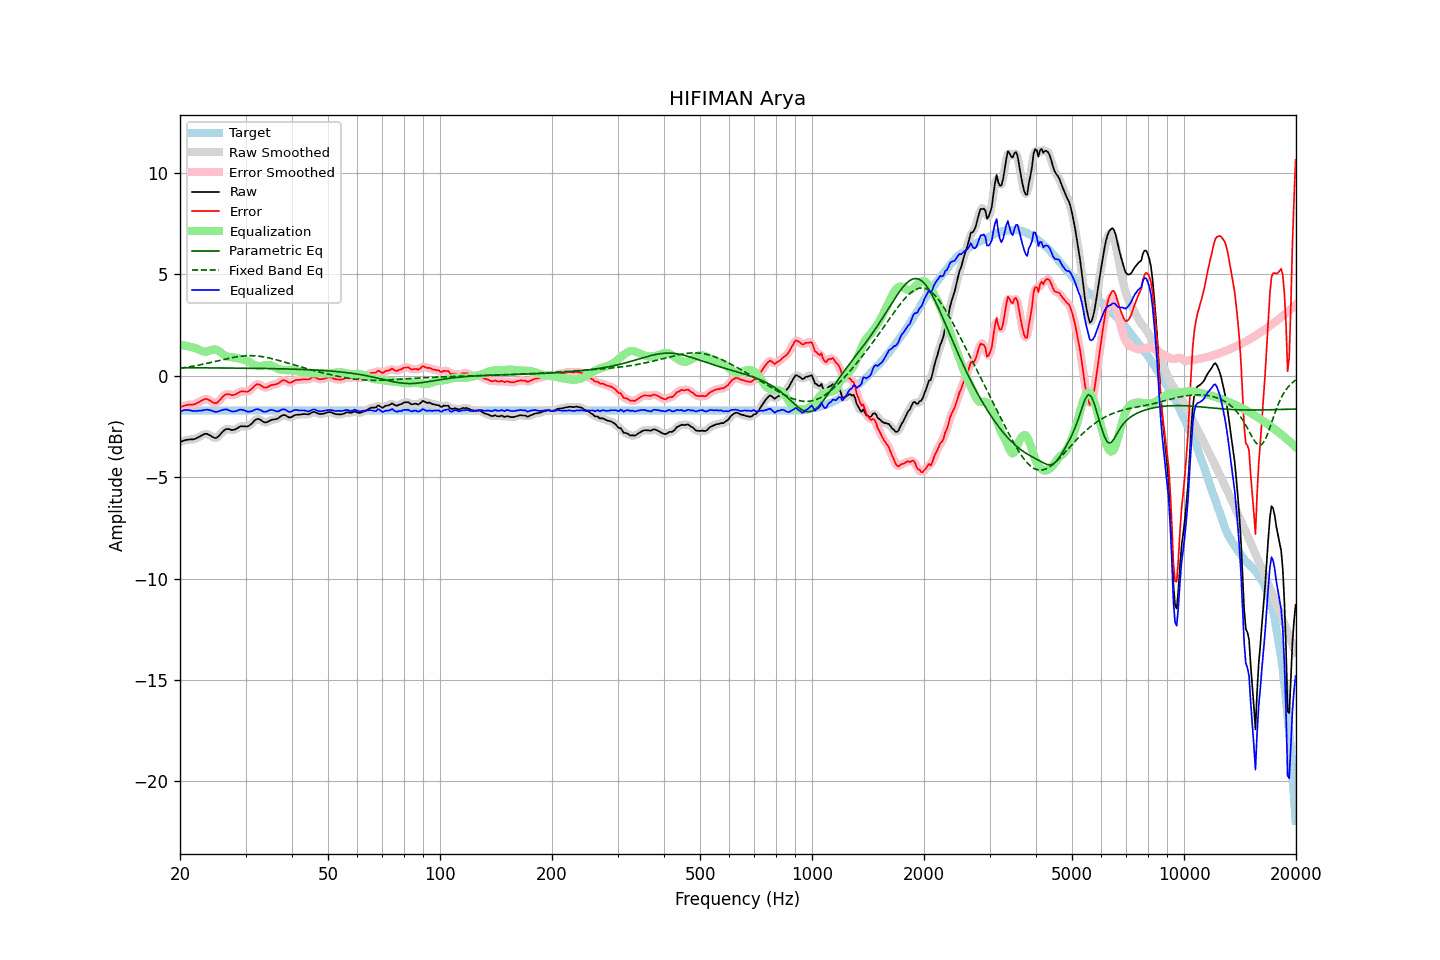 HIFIMAN Arya
Target
Raw Smoothed
Error Smoothed
Raw
Error
Equalization
Parametric Eq
Fixed Band Eq
Equalized
10
5
0
−5
−10
−15
−20
Amplitude (dBr)
20 50 100 200 500 1000 2000 5000 10000 20000
Frequency (Hz)